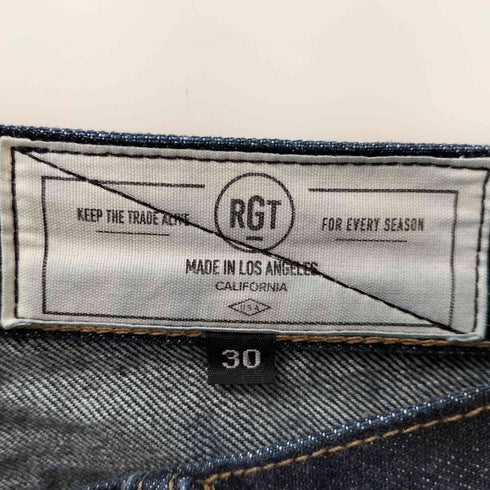 RGT
KEEP THE TRADE ALIVE
FOR EVERY SEASON
MADE IN LOS ANGELES
CALIFORNIA
USA
30